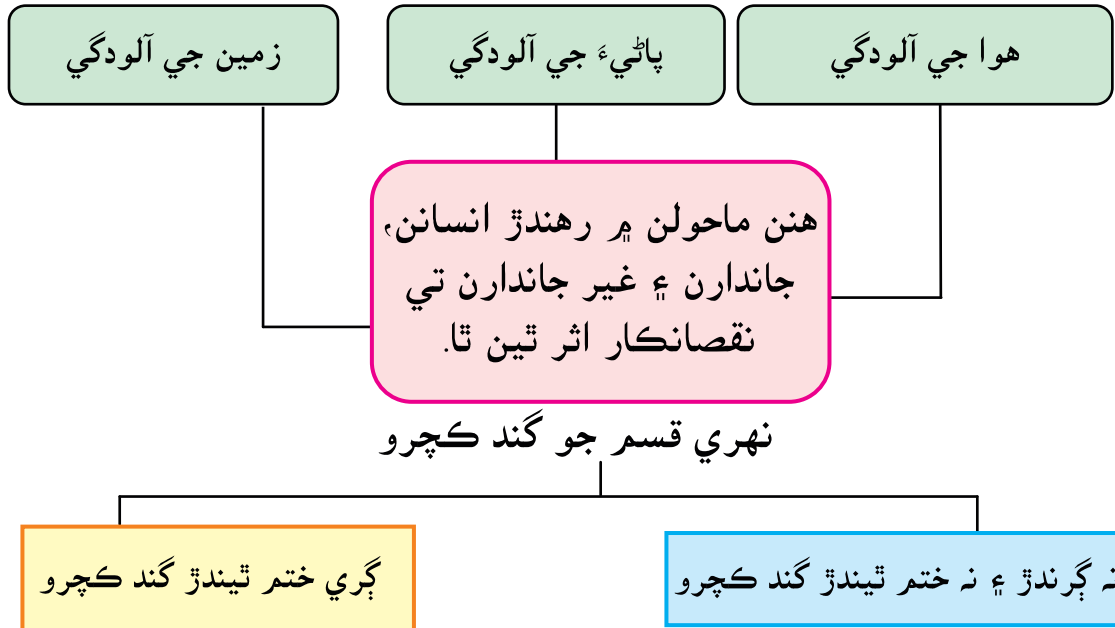 هوا جي آلودگي
پاڻيءَ جي آلودگي
زمين جي آلودگي
هنن ماحولن ۾ رهندڙ انسانن،
جاندارن ۽ غير جاندارن تي
نقصانڪار اثر ٿين ٿا.
نهري قسم جو گند ڪچرو
نہ ڳرندڙ ۽ نہ ختم ٿيندڙ گند ڪچرو
ڳري ختم ٿيندڙ گند ڪچرو